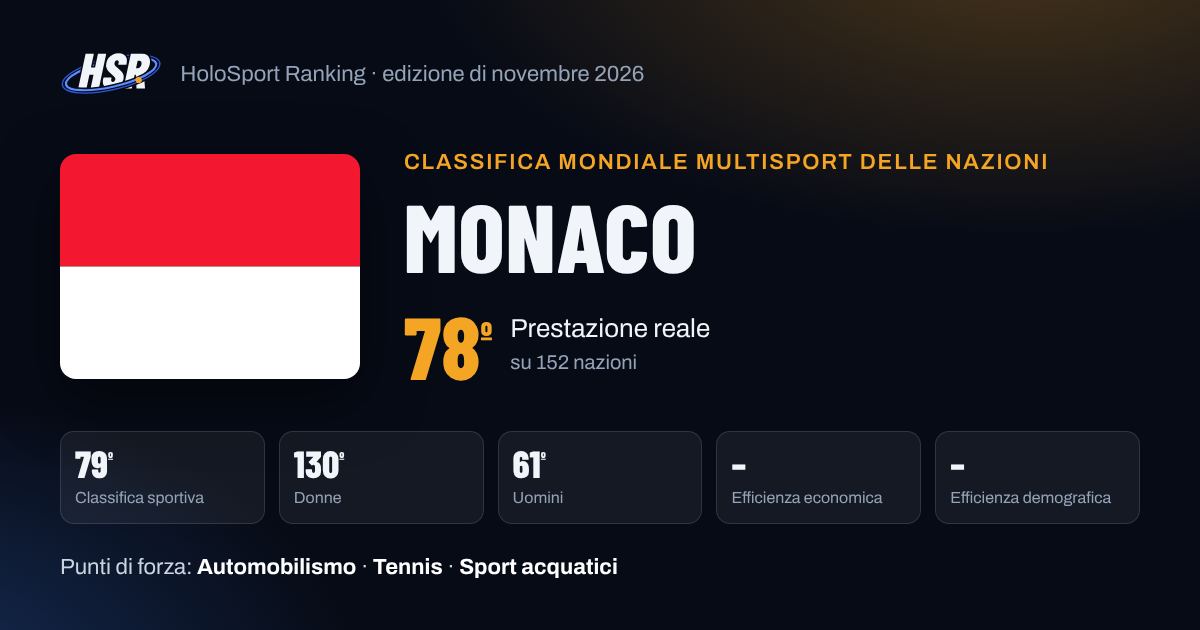 HSR HoloSport Ranking · edizione di novembre 2026
CLASSIFICA MONDIALE MULTISPORT DELLE NAZIONI
MONACO
78º Prestazione reale
su 152 nazioni
79º
Classifica sportiva
130º
Donne
61º
Uomini
–
Efficienza economica
–
Efficienza demografica
Punti di forza: Automobilismo · Tennis · Sport acquatici